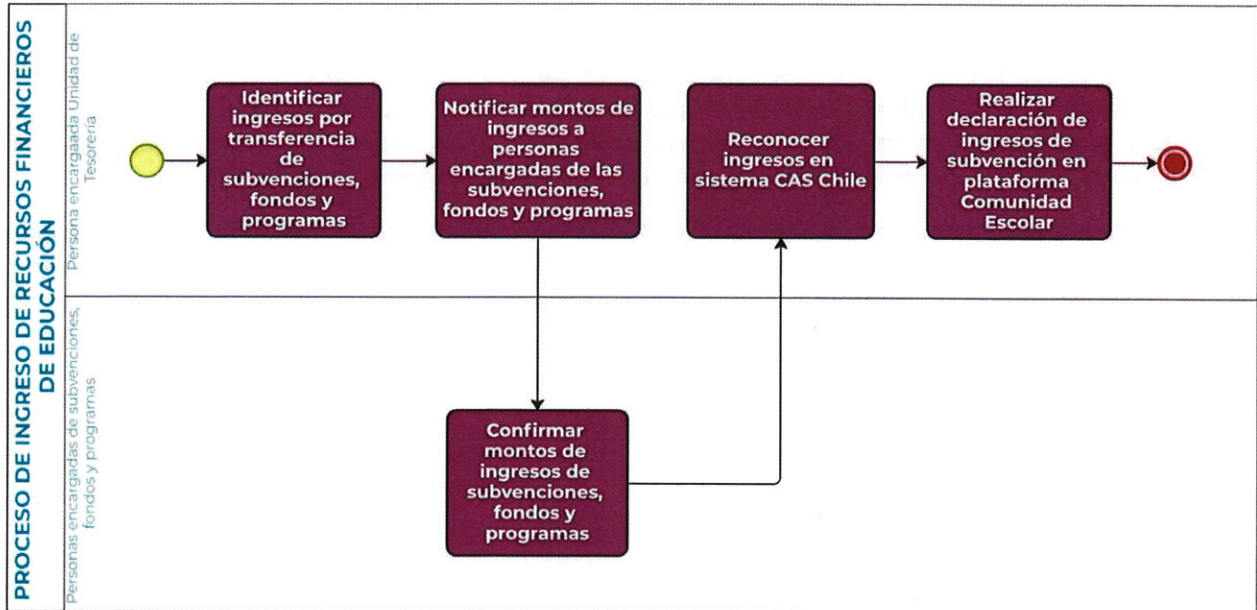 PROCESO DE INGRESO DE RECURSOS FINANCIEROS
DE EDUCACIÓN
Persona encargaada Unidad de
Tesorería
Identificar
ingresos por
transferencia
de
subvenciones,
fondos y
programas
Notificar montos de
ingresos a
personas
encargadas de las
subvenciones,
fondos y programas
Reconocer
ingresos en
sistema CAS Chile
Realizar
declaración de
ingresos de
subvención en
plataforma
Comunidad
Escolar
Personas encargadas de subvenciones,
fondos y programas
Confirmar
montos de
ingresos de
subvenciones,
fondos y
programas